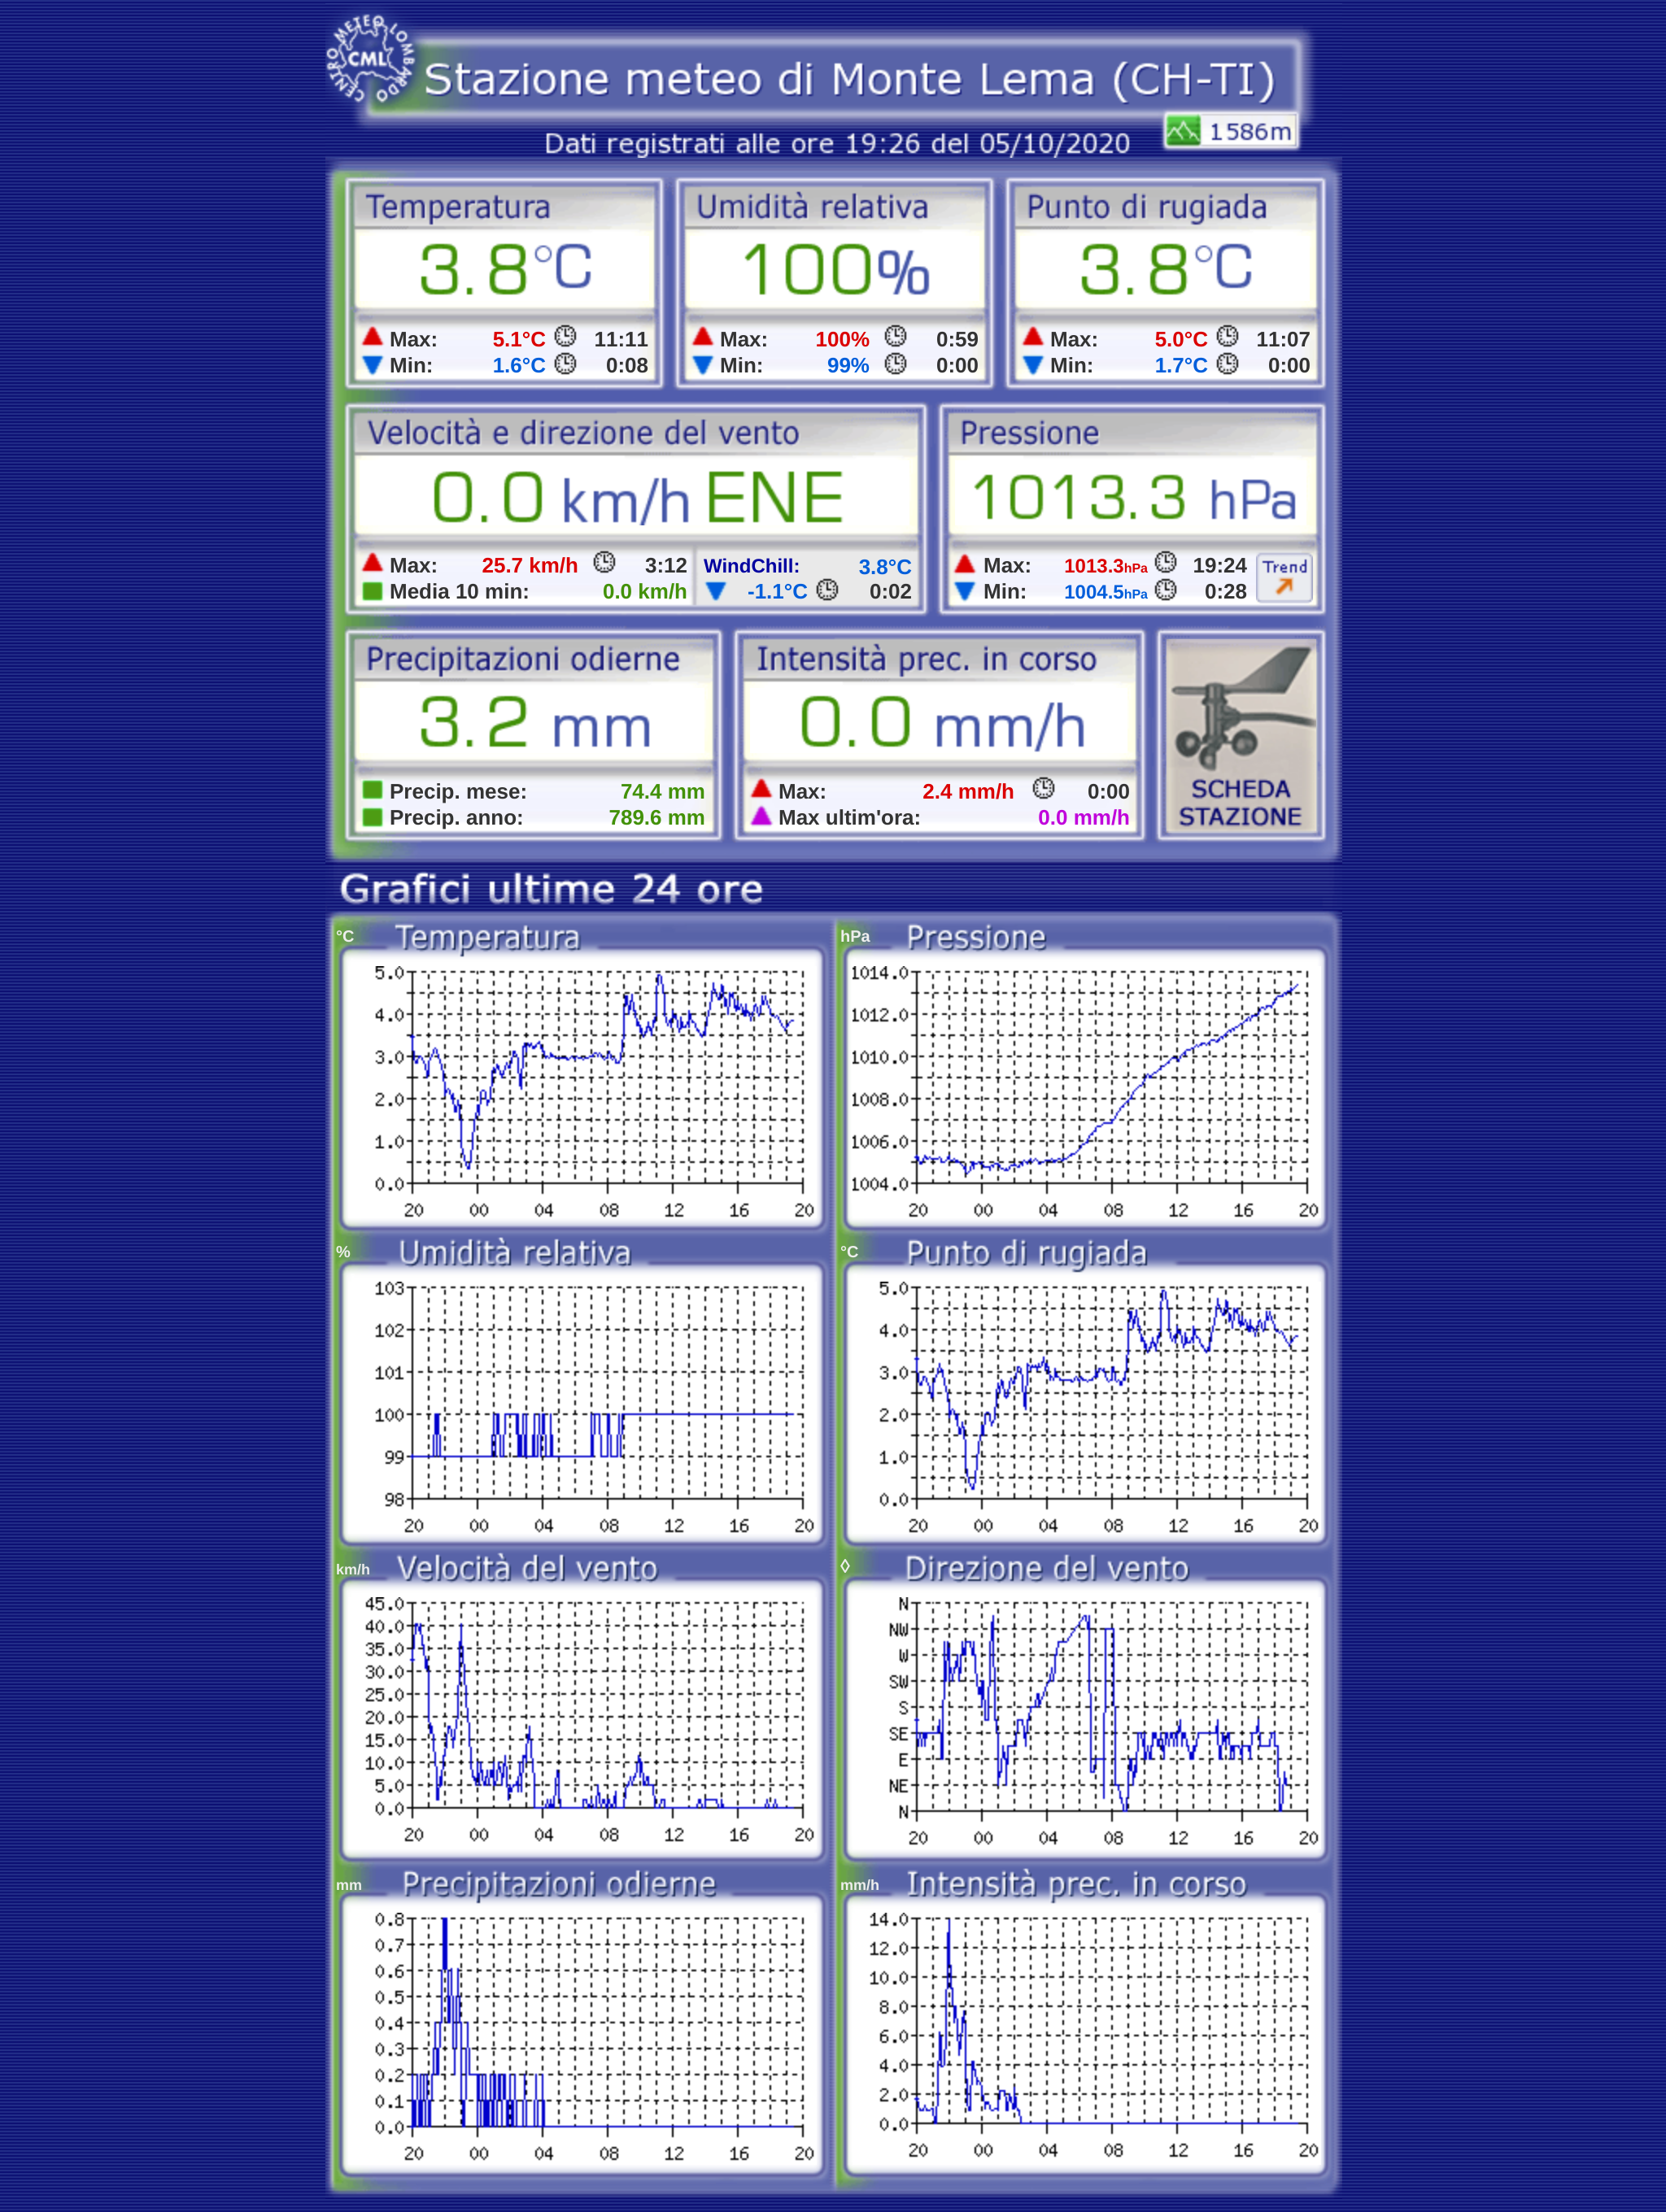 CENTRO METEO LOMBARDO
CML
Stazione meteo di Monte Lema (CH-TI)
1586m
Dati registrati alle ore 19:26 del 05/10/2020
Temperatura Umidità relativa Punto di rugiada
3.8°C 100% 3.8°C
Max: 5.1°C 11:11 Max: 100% 0:59 Max: 5.0°C 11:07
Min: 1.6°C 0:08 Min: 99% 0:00 Min: 1.7°C 0:00
Velocità e direzione del vento Pressione
0.0 km/h ENE 1013.3 hPa
Max: 25.7 km/h 3:12 WindChill: 3.8°C Max: 1013.3hPa 19:24 Trend
Media 10 min: 0.0 km/h -1.1°C 0:02 Min: 1004.5hPa 0:28
Precipitazioni odierne Intensità prec. in corso
3.2 mm 0.0 mm/h
Precip. mese: 74.4 mm Max: 2.4 mm/h 0:00 SCHEDA
Precip. anno: 789.6 mm Max ultim'ora: 0.0 mm/h STAZIONE
Grafici ultime 24 ore
°C Temperatura
5.0
4.0
3.0
2.0
1.0
0.0
20 00 04 08 12 16 20
hPa Pressione
1014.0
1012.0
1010.0
1008.0
1006.0
1004.0
20 00 04 08 12 16 20
% Umidità relativa
103
102
101
100
99
98
20 00 04 08 12 16 20
°C Punto di rugiada
5.0
4.0
3.0
2.0
1.0
0.0
20 00 04 08 12 16 20
km/h Velocità del vento
45.0
40.0
35.0
30.0
25.0
20.0
15.0
10.0
5.0
0.0
20 00 04 08 12 16 20
◊ Direzione del vento
N
NW
W
SW
S
SE
E
NE
N
20 00 04 08 12 16 20
mm Precipitazioni odierne
0.8
0.7
0.6
0.5
0.4
0.3
0.2
0.1
0.0
20 00 04 08 12 16 20
mm/h Intensità prec. in corso
14.0
12.0
10.0
8.0
6.0
4.0
2.0
0.0
20 00 04 08 12 16 20